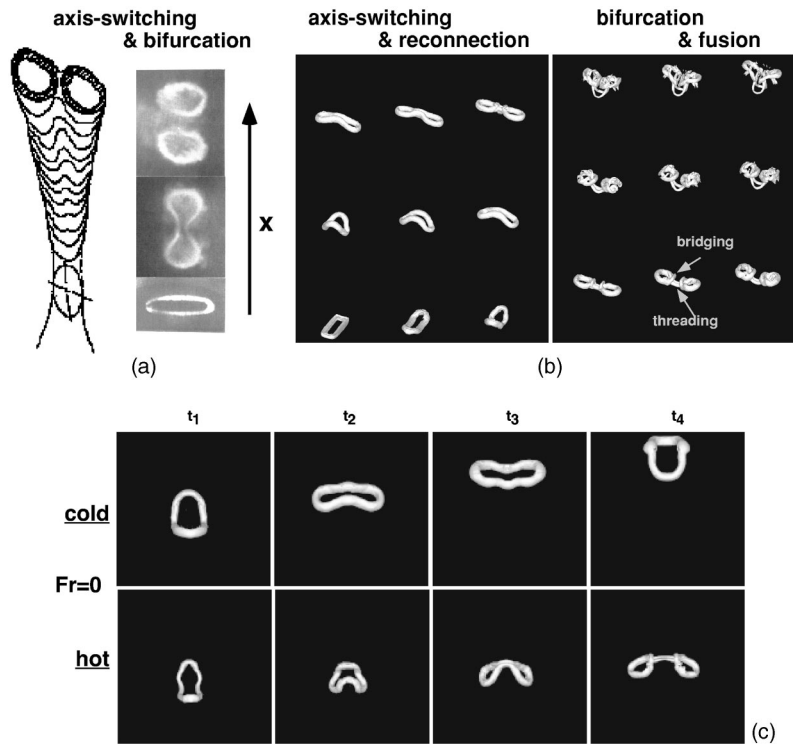 axis-switching
& bifurcation
axis-switching
& reconnection
bifurcation
& fusion
x
bridging
threading
(a)
(b)
t1
t2
t3
t4
cold
Fr=0
hot
(c)